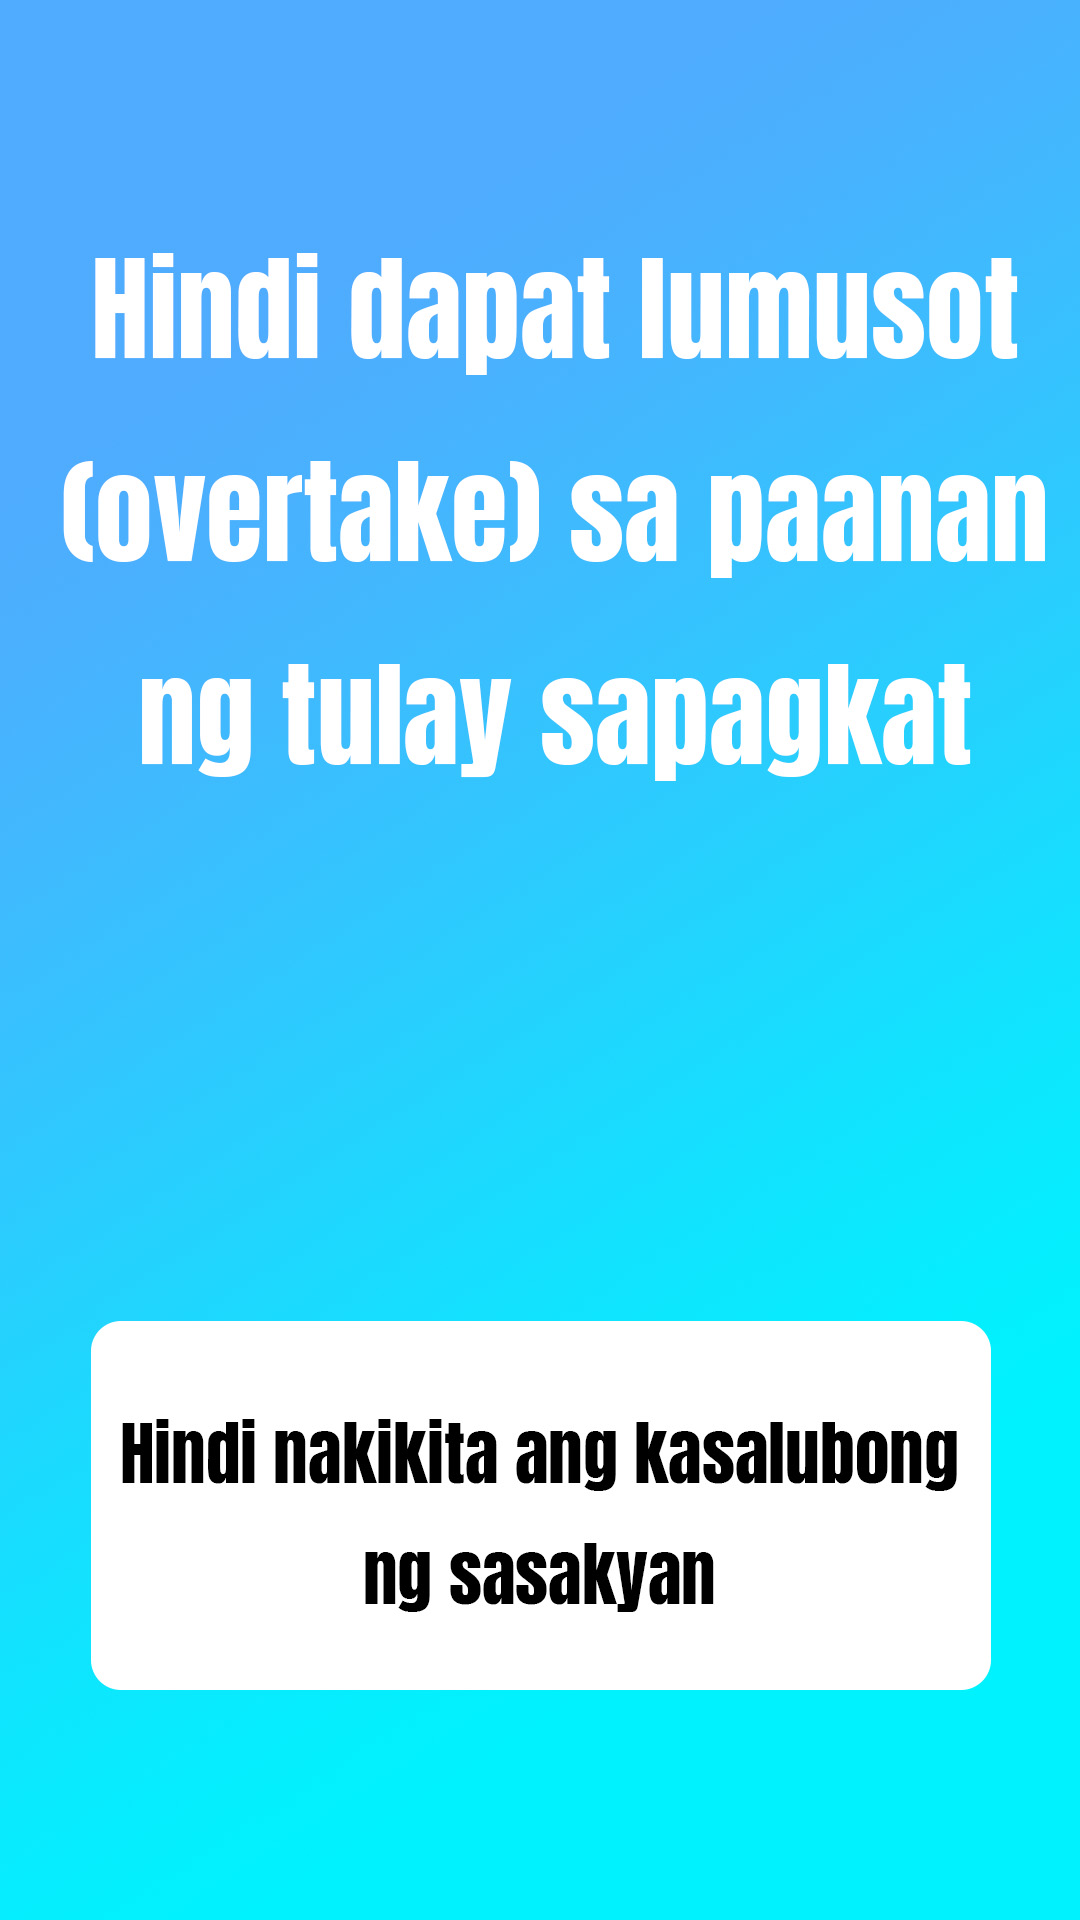 Hindi dapat lumusot
(overtake) sa paanan
ng tulay sapagkat
Hindi nakikita ang kasalubong
ng sasakyan